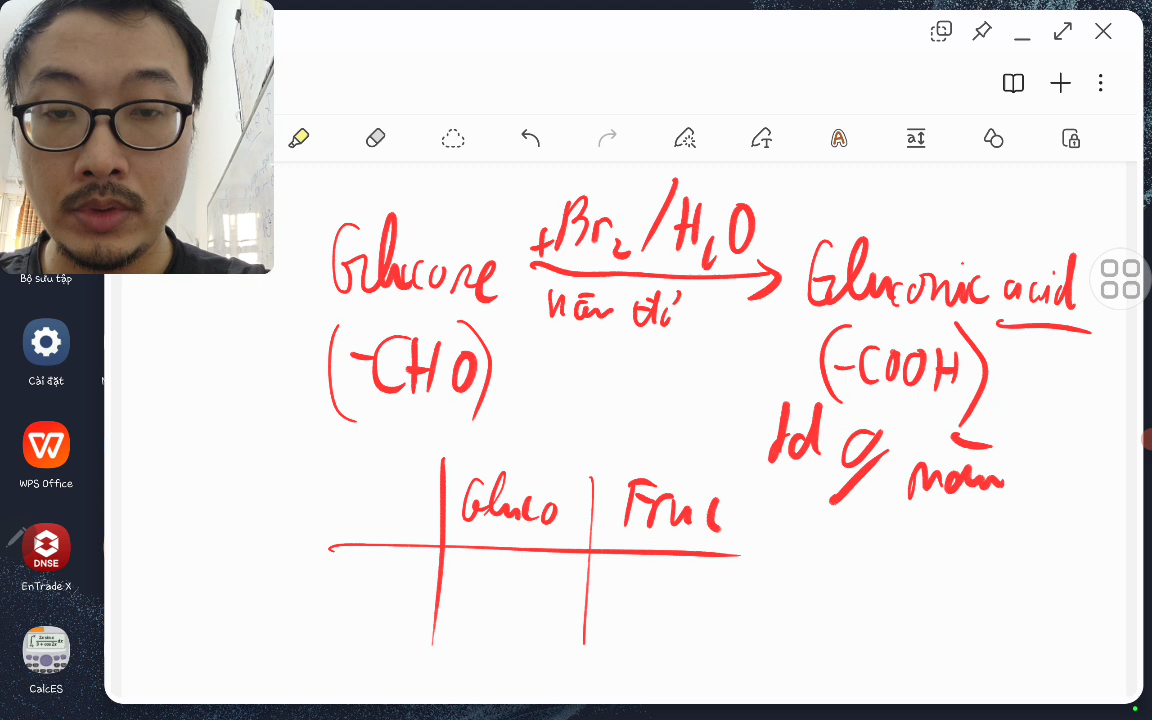 Glucose +Br2/H2O Gluconic acid
nâu đỏ
(-CHO) (-COOH)
dd 0 màu
Gluco Fruc
Bộ sưu tập
Cài đặt
WPS Office
DNSE
EnTrade X
CalcES